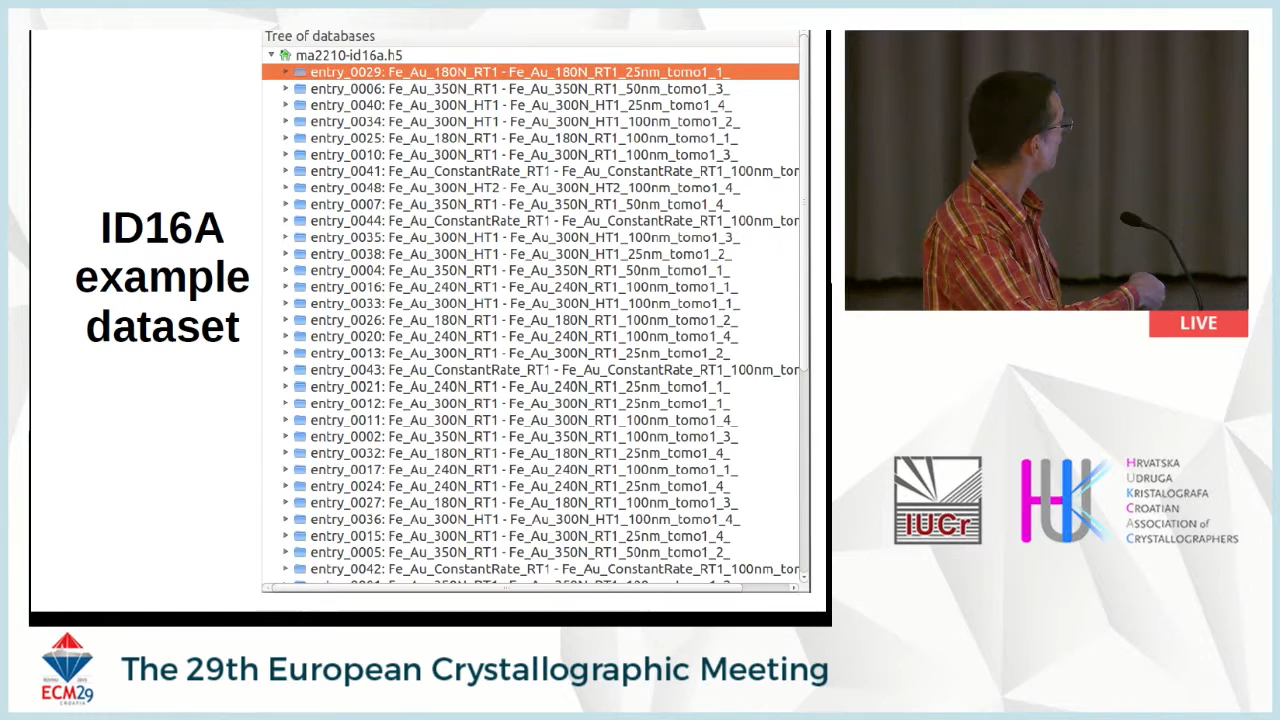 Tree of databases
ma2210-id16a.h5
entry_0029: Fe_Au_180N_RT1 - Fe_Au_180N_RT1_25nm_tomo1_1_
entry_0006: Fe_Au_350N_RT1 - Fe_Au_350N_RT1_50nm_tomo1_3_
entry_0040: Fe_Au_300N_HT1 - Fe_Au_300N_HT1_25nm_tomo1_4_
entry_0034: Fe_Au_300N_HT1 - Fe_Au_300N_HT1_100nm_tomo1_2_
entry_0025: Fe_Au_180N_RT1 - Fe_Au_180N_RT1_100nm_tomo1_1_
entry_0010: Fe_Au_300N_RT1 - Fe_Au_300N_RT1_100nm_tomo1_3_
entry_0041: Fe_Au_ConstantRate_RT1 - Fe_Au_ConstantRate_RT1_100nm_tor
entry_0048: Fe_Au_300N_HT2 - Fe_Au_300N_HT2_100nm_tomo1_4_
entry_0007: Fe_Au_350N_RT1 - Fe_Au_350N_RT1_50nm_tomo1_4_
entry_0044: Fe_Au_ConstantRate_RT1 - Fe_Au_ConstantRate_RT1_100nm_tor
entry_0035: Fe_Au_300N_HT1 - Fe_Au_300N_HT1_100nm_tomo1_3_
entry_0038: Fe_Au_300N_HT1 - Fe_Au_300N_HT1_25nm_tomo1_2_
entry_0004: Fe_Au_350N_RT1 - Fe_Au_350N_RT1_50nm_tomo1_1_
entry_0016: Fe_Au_240N_RT1 - Fe_Au_240N_RT1_100nm_tomo1_1_
entry_0033: Fe_Au_300N_HT1 - Fe_Au_300N_HT1_100nm_tomo1_1_
entry_0026: Fe_Au_180N_RT1 - Fe_Au_180N_RT1_100nm_tomo1_2_
entry_0020: Fe_Au_240N_RT1 - Fe_Au_240N_RT1_100nm_tomo1_4_
entry_0013: Fe_Au_300N_RT1 - Fe_Au_300N_RT1_25nm_tomo1_2_
entry_0043: Fe_Au_ConstantRate_RT1 - Fe_Au_ConstantRate_RT1_100nm_tor
entry_0021: Fe_Au_240N_RT1 - Fe_Au_240N_RT1_25nm_tomo1_1_
entry_0012: Fe_Au_300N_RT1 - Fe_Au_300N_RT1_25nm_tomo1_1_
entry_0011: Fe_Au_300N_RT1 - Fe_Au_300N_RT1_100nm_tomo1_4_
entry_0002: Fe_Au_350N_RT1 - Fe_Au_350N_RT1_100nm_tomo1_3_
entry_0032: Fe_Au_180N_RT1 - Fe_Au_180N_RT1_25nm_tomo1_4_
entry_0017: Fe_Au_240N_RT1 - Fe_Au_240N_RT1_100nm_tomo1_1_
entry_0024: Fe_Au_240N_RT1 - Fe_Au_240N_RT1_25nm_tomo1_4_
entry_0027: Fe_Au_180N_RT1 - Fe_Au_180N_RT1_100nm_tomo1_3_
entry_0036: Fe_Au_300N_HT1 - Fe_Au_300N_HT1_100nm_tomo1_4_
entry_0015: Fe_Au_300N_RT1 - Fe_Au_300N_RT1_25nm_tomo1_4_
entry_0005: Fe_Au_350N_RT1 - Fe_Au_350N_RT1_50nm_tomo1_2_
entry_0042: Fe_Au_ConstantRate_RT1 - Fe_Au_ConstantRate_RT1_100nm_tor
ID16A
example
dataset
LIVE
IUCr
HUK
HRVATSKA
UDRUGA
KRISTALOGRAFA
CROATIAN
ASSOCIATION of
CRYSTALLOGRAPHERS
ECM29
CROATIA
The 29th European Crystallographic Meeting